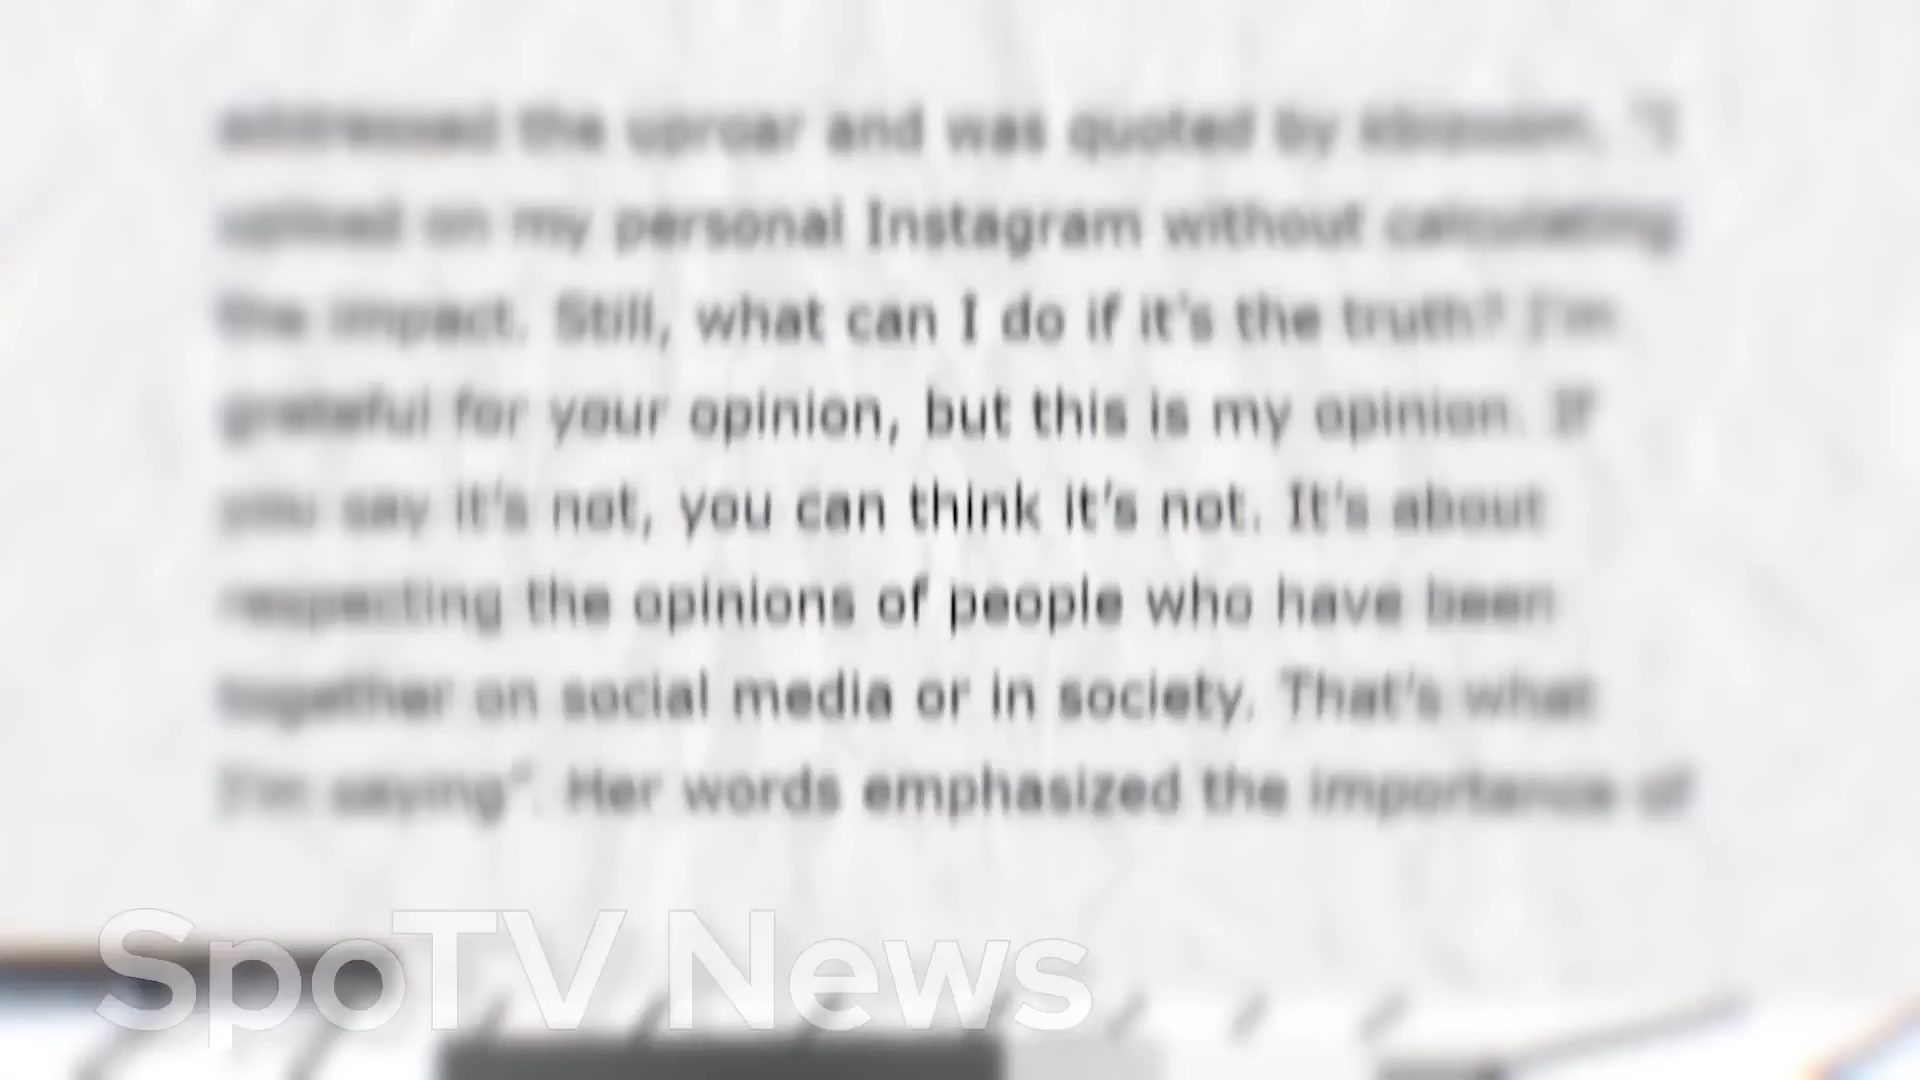 addressed the uproar and was quoted by "I
upload on my personal Instagram without calculating
the impact. Still, what can I do if it's the truth? I'm
grateful for your opinion, but this is my opinion. If
you say it's not, you can think it's not. It's about
respecting the opinions of people who have been
together on social media or in society. That's what
I'm saying". Her words emphasized the importance of
SpoTV News